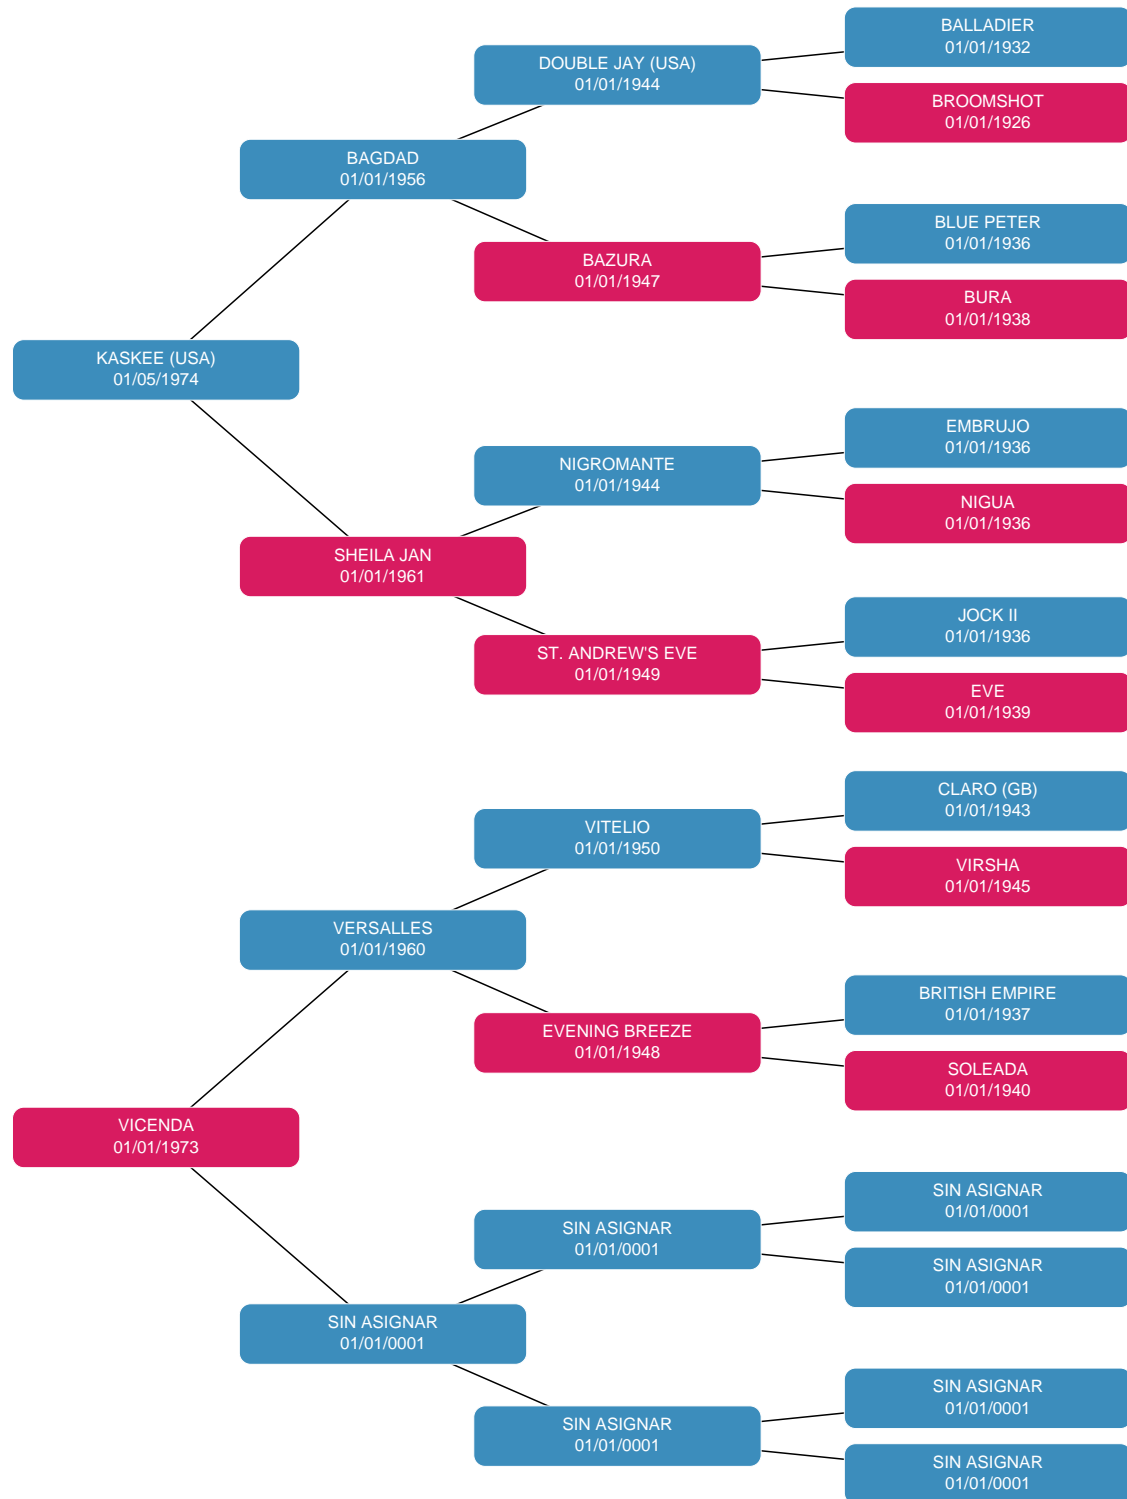 BALLADIER
01/01/1932
DOUBLE JAY (USA)
01/01/1944
BROOMSHOT
01/01/1926
BAGDAD
01/01/1956
BLUE PETER
01/01/1936
BAZURA
01/01/1947
BURA
01/01/1938
KASKEE (USA)
01/05/1974
EMBRUJO
01/01/1936
NIGROMANTE
01/01/1944
NIGUA
01/01/1936
SHEILA JAN
01/01/1961
JOCK II
01/01/1936
ST. ANDREW'S EVE
01/01/1949
EVE
01/01/1939
CLARO (GB)
01/01/1943
VITELIO
01/01/1950
VIRSHA
01/01/1945
VERSALLES
01/01/1960
BRITISH EMPIRE
01/01/1937
EVENING BREEZE
01/01/1948
SOLEADA
01/01/1940
VICENDA
01/01/1973
SIN ASIGNAR
01/01/0001
SIN ASIGNAR
01/01/0001
SIN ASIGNAR
01/01/0001
SIN ASIGNAR
01/01/0001
SIN ASIGNAR
01/01/0001
SIN ASIGNAR
01/01/0001
SIN ASIGNAR
01/01/0001